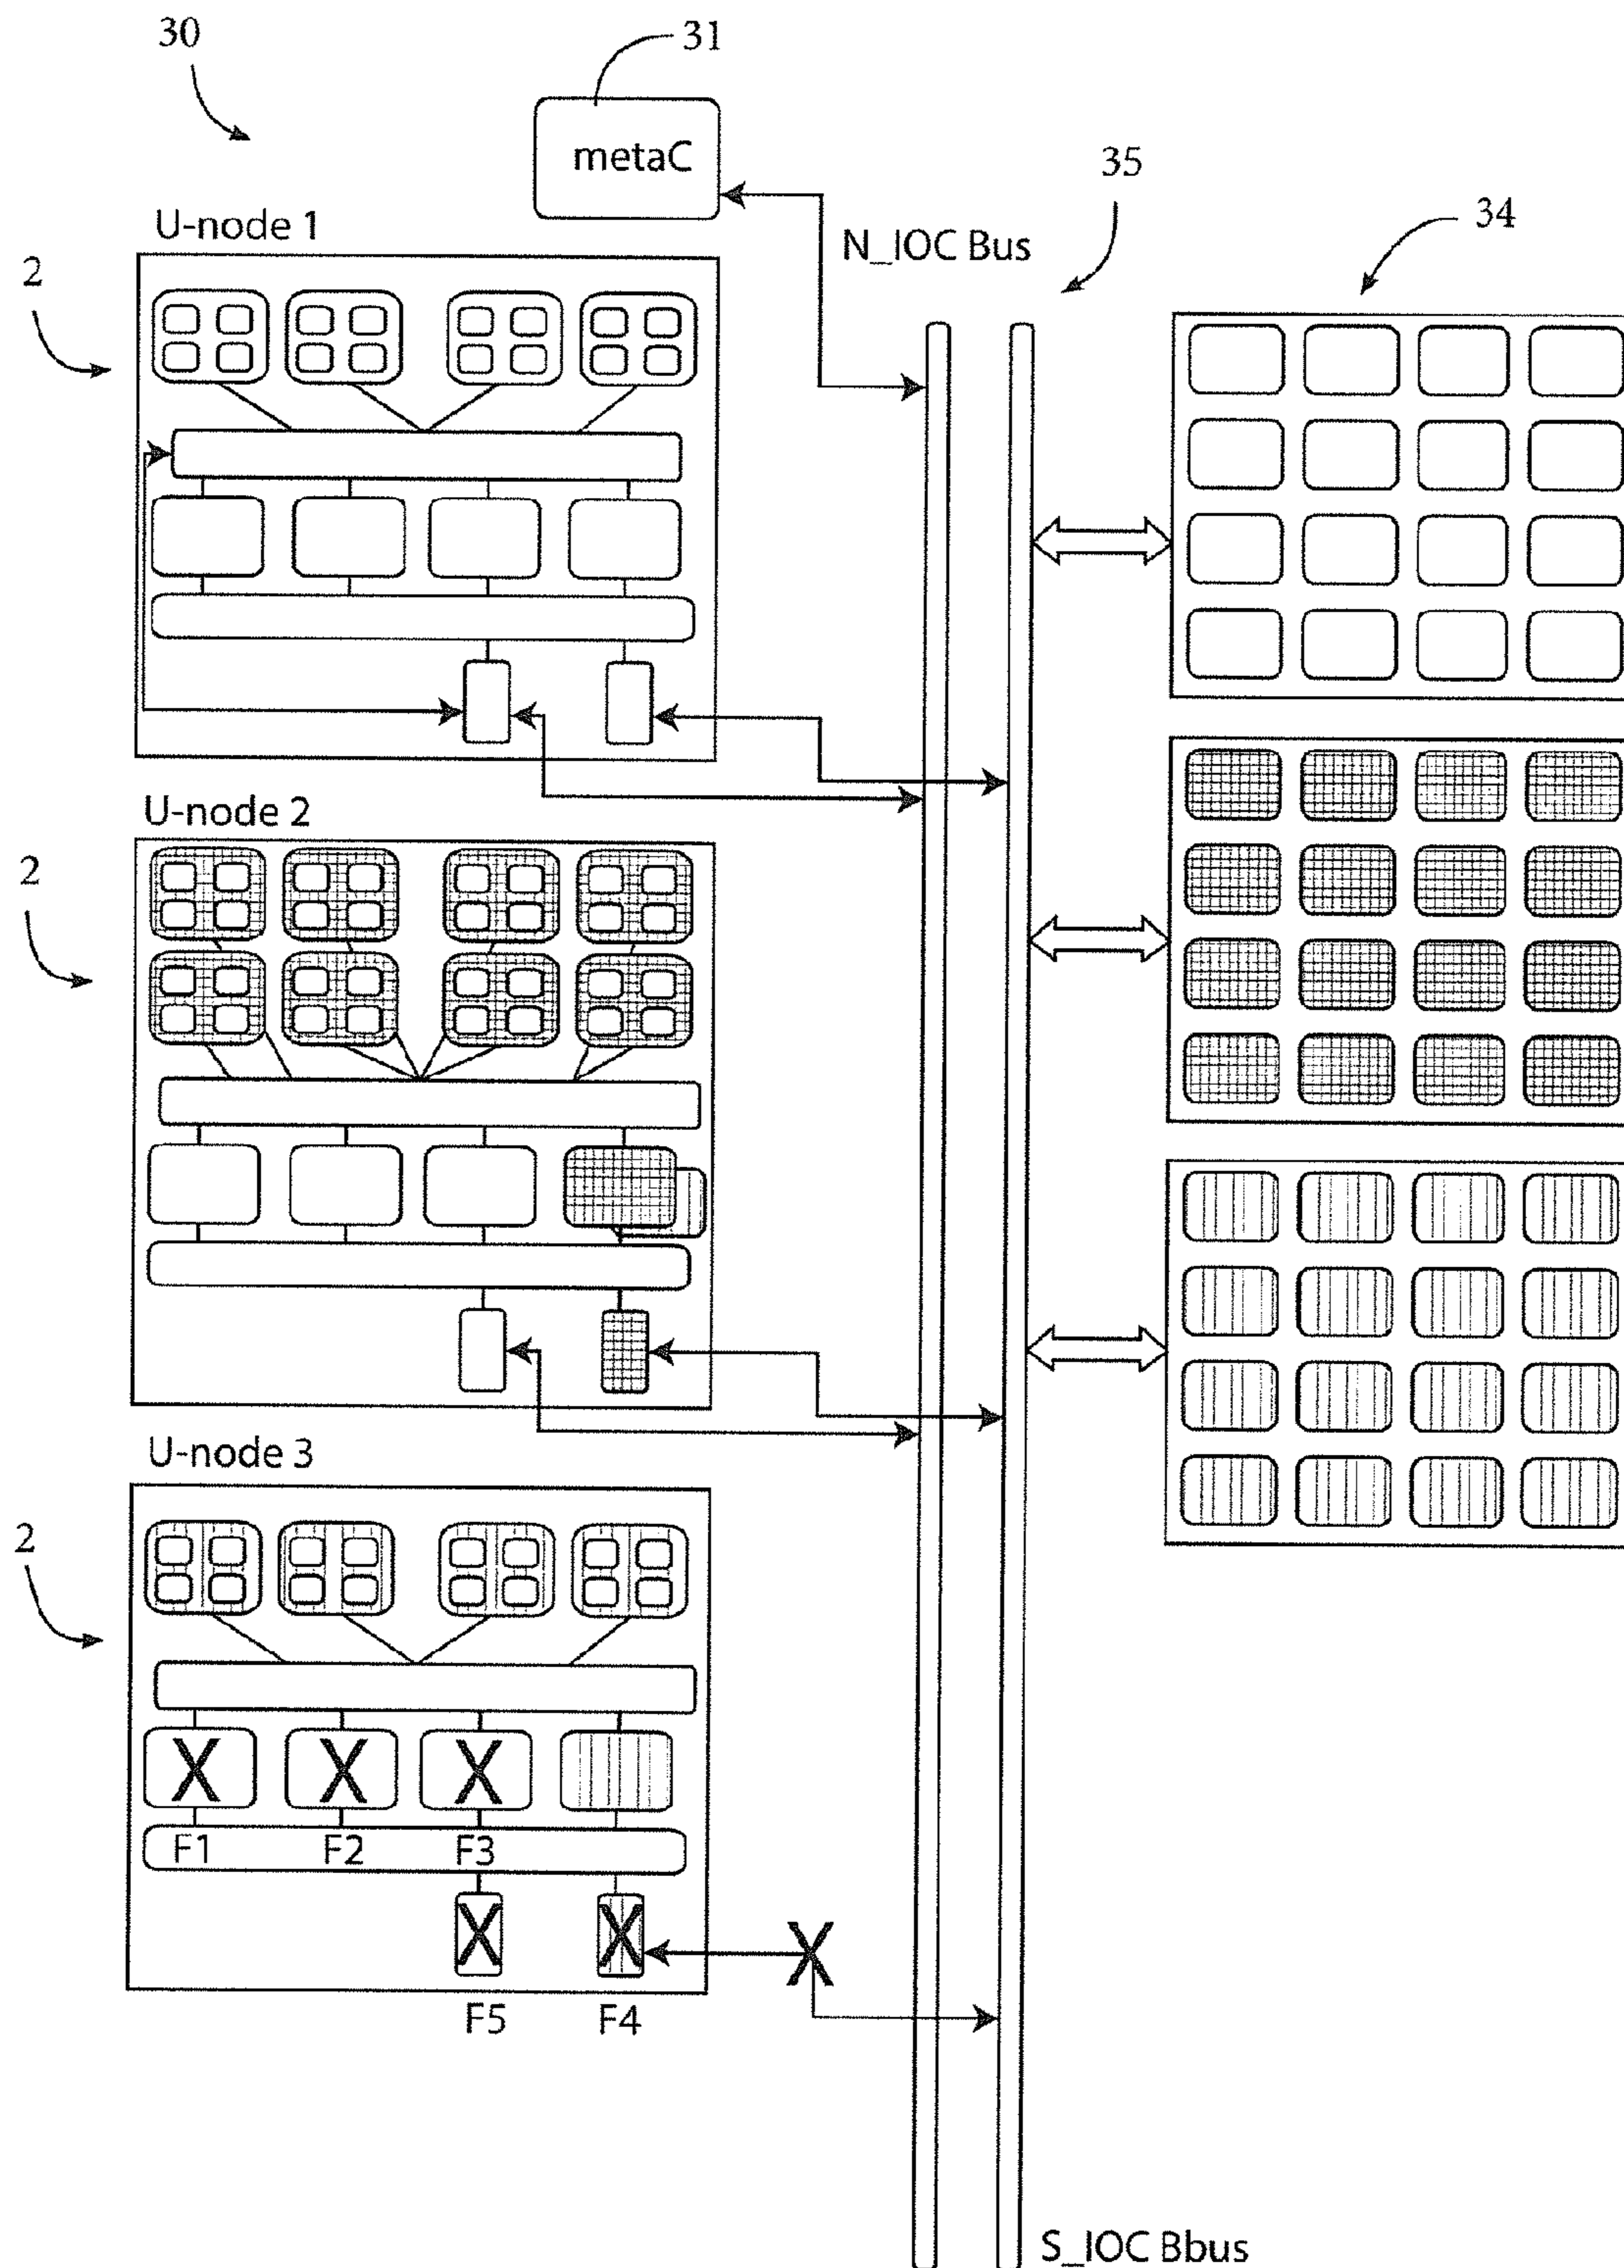 30
31
metaC
35
34
U-node 1
N_IOC Bus
2
U-node 2
2
U-node 3
2
X
X
X
F1
F2
F3
X
X
X
F5
F4
S_IOC Bbus